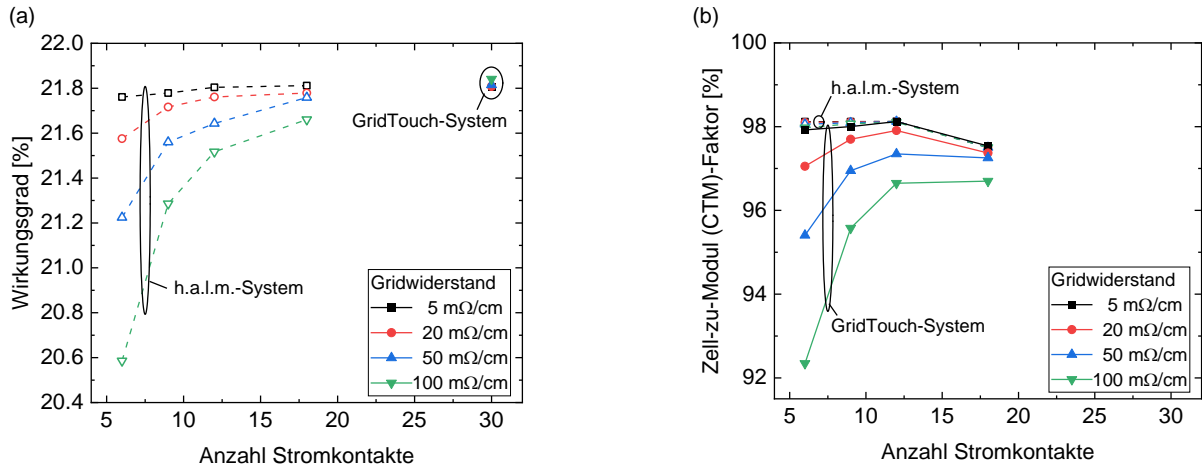 (a)
22.0
21.8
21.6
21.4
21.2
21.0
20.8
20.6
20.4
Wirkungsgrad [%]
GridTouch-System
h.a.l.m.-System
Gridwiderstand
5 mΩ/cm
20 mΩ/cm
50 mΩ/cm
100 mΩ/cm
5 10 15 20 25 30
Anzahl Stromkontakte
(b)
100
98
96
94
92
Zell-zu-Modul (CTM)-Faktor [%]
h.a.l.m.-System
GridTouch-System
Gridwiderstand
5 mΩ/cm
20 mΩ/cm
50 mΩ/cm
100 mΩ/cm
5 10 15 20 25 30
Anzahl Stromkontakte